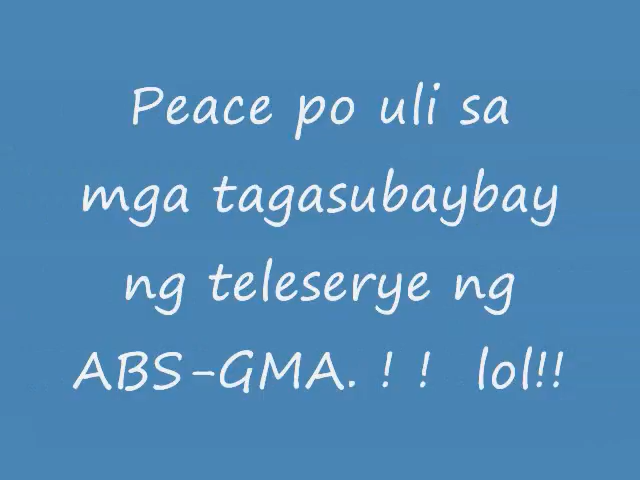 Peace po uli sa
mga tagasubaybay
ng teleserye ng
ABS-GMA. ! !  lol!!